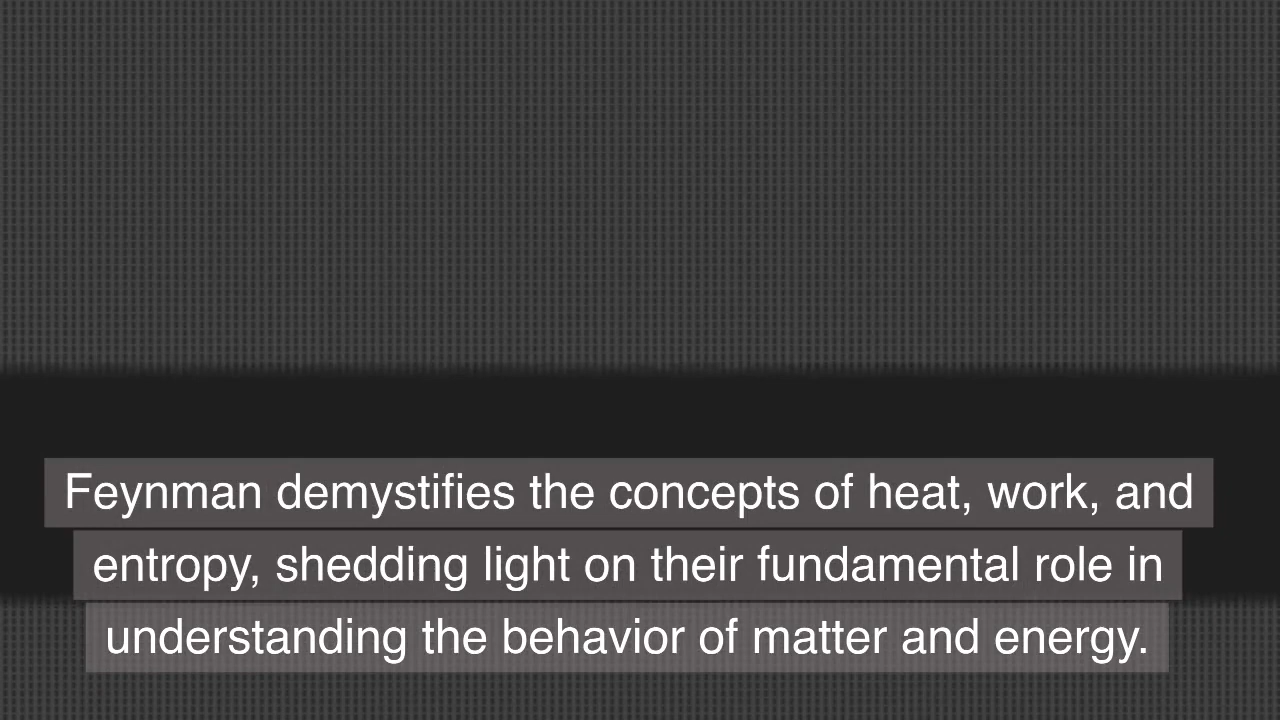 Feynman demystifies the concepts of heat, work, and
entropy, shedding light on their fundamental role in
understanding the behavior of matter and energy.